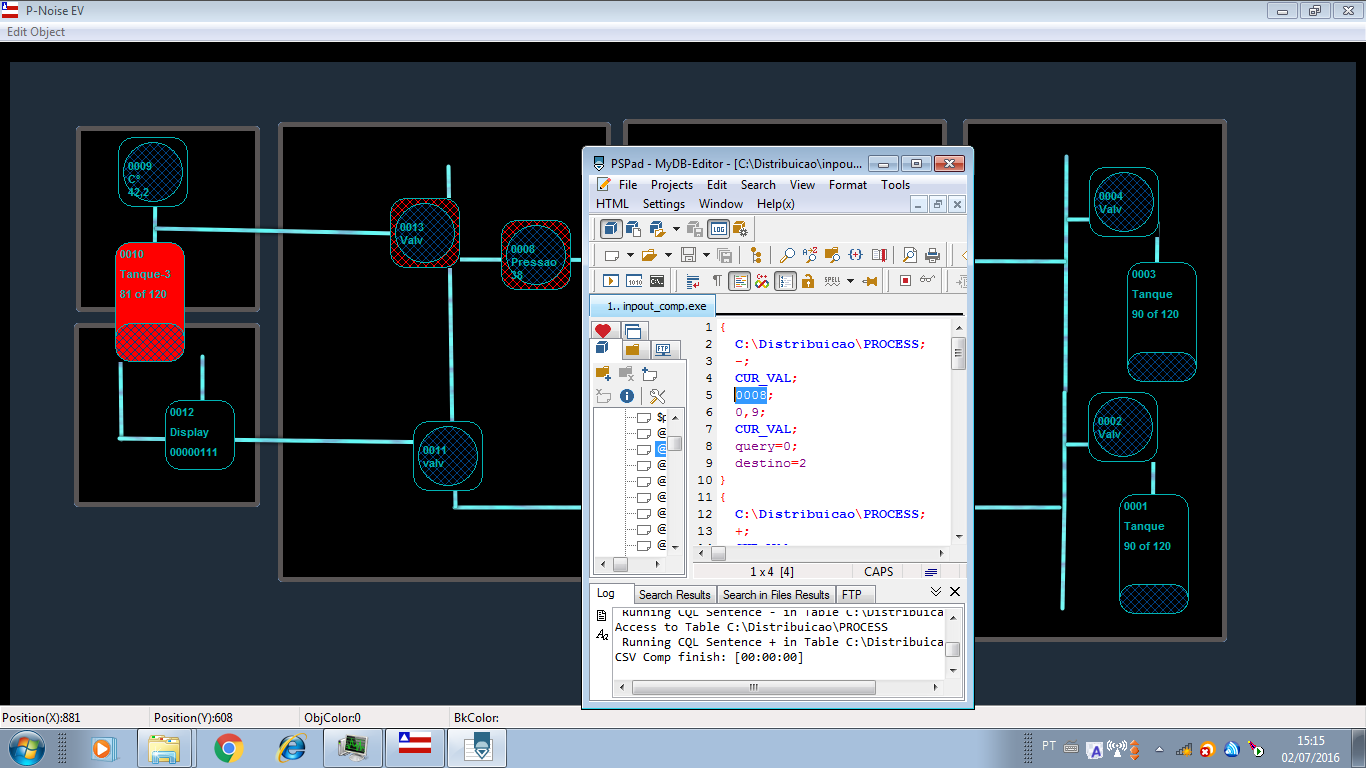 P-Noise EV
Edit Object
0009
C°
42,2
0010
Tanque-3
81 of 120
0012
Display
00000111
0013
Valv
0008
Pressao
38
0011
valv
PSPad - MyDB-Editor - [C:\Distribuicao\inpou...
File Projects Edit Search View Format Tools
HTML Settings Window Help(x)
LOG
1010
C:\
SPELL
1.. inpout_comp.exe
FTP
$p
@
@
@
@
@
@
@
@
1 {
2 C:\Distribuicao\PROCESS;
3 -;
4 CUR_VAL;
5 0008;
6 0,9;
7 CUR_VAL;
8 query=0;
9 destino=2
10 }
11 {
12 C:\Distribuicao\PROCESS;
13 +;
1 x 4 [4] CAPS
Log Search Results Search in Files Results FTP
Running CQL Sentence - in Table C:\Distribuica
Access to Table C:\Distribuicao\PROCESS
Running CQL Sentence + in Table C:\Distribuica
CSV Comp finish: [00:00:00]
0004
Valv
0003
Tanque
90 of 120
0002
Valv
0001
Tanque
90 of 120
Position(X):881 Position(Y):608 ObjColor:0 BkColor:
PT
15:15
02/07/2016